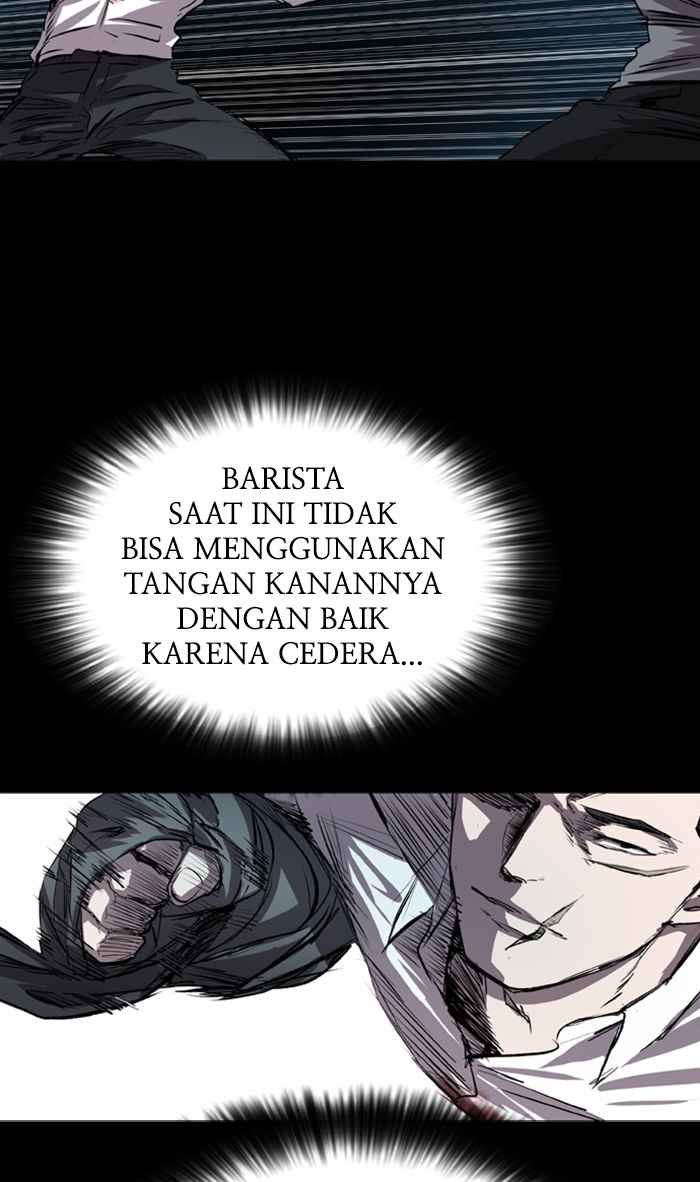 BARISTA
SAAT INI TIDAK
BISA MENGGUNAKAN
TANGAN KANANNYA
DENGAN BAIK
KARENA CEDERA...